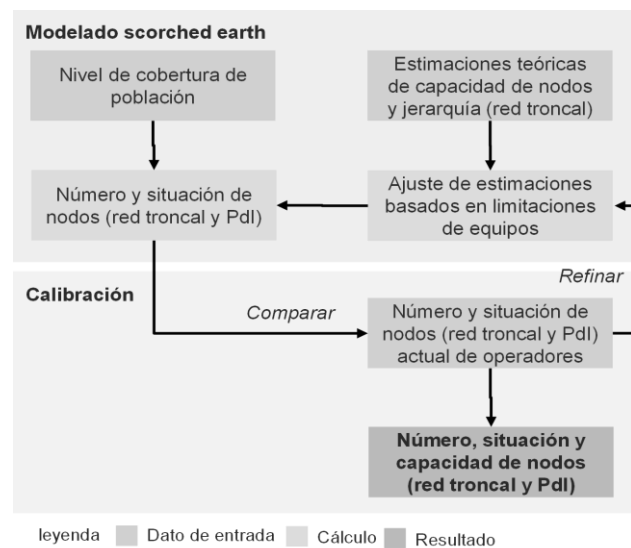 Modelado scorched earth
Nivel de cobertura de
población
Estimaciones teóricas
de capacidad de nodos
y jerarquía (red troncal)
Número y situación de
nodos (red troncal y PdI)
Ajuste de estimaciones
basados en limitaciones
de equipos
Refinar
Calibración
Comparar
Número y situación de
nodos (red troncal y PdI)
actual de operadores
Número, situación y
capacidad de nodos
(red troncal y PdI)
leyenda
Dato de entrada
Cálculo
Resultado